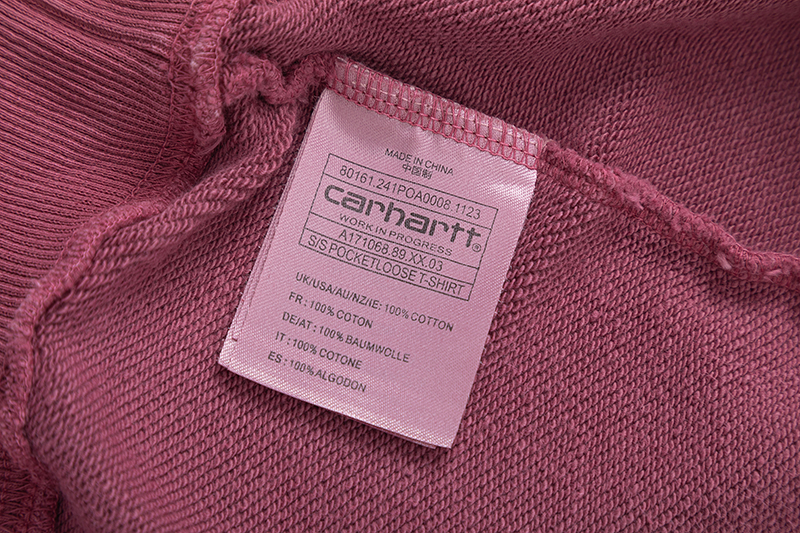 MADE IN CHINA
中国制
80161.241POA0008.1123
carhartt®
WORK IN PROGRESS
A171068.89.XX.03
S/S POCKETLOOSE T-SHIRT
UK/USA/AU/NZ/IE: 100% COTTON
FR : 100% COTON
DE/AT : 100% BAUMWOLLE
IT : 100% COTONE
ES : 100% ALGODON